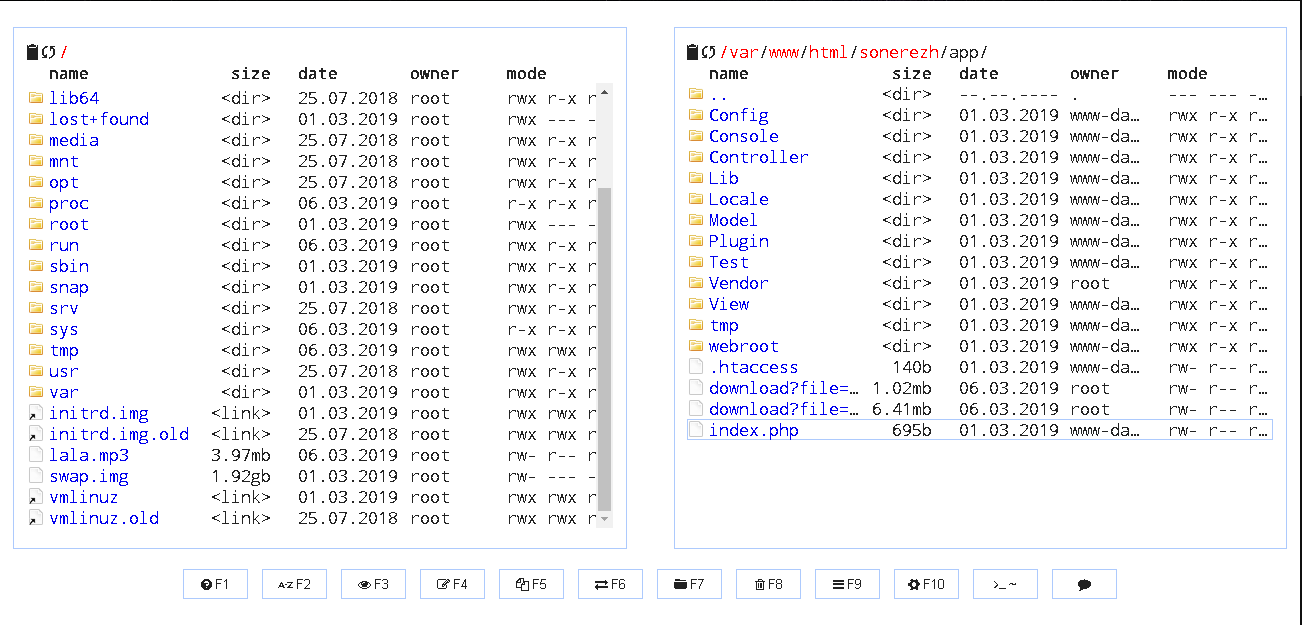 /
name size date owner mode
lib64 <dir> 25.07.2018 root rwx r-x r
lost+found <dir> 01.03.2019 root rwx --- -
media <dir> 25.07.2018 root rwx r-x r
mnt <dir> 25.07.2018 root rwx r-x r
opt <dir> 25.07.2018 root rwx r-x r
proc <dir> 06.03.2019 root r-x r-x r
root <dir> 01.03.2019 root rwx --- -
run <dir> 06.03.2019 root rwx r-x r
sbin <dir> 01.03.2019 root rwx r-x r
snap <dir> 01.03.2019 root rwx r-x r
srv <dir> 25.07.2018 root rwx r-x r
sys <dir> 06.03.2019 root r-x r-x r
tmp <dir> 06.03.2019 root rwx rwx r
usr <dir> 25.07.2018 root rwx r-x r
var <dir> 01.03.2019 root rwx r-x r
initrd.img <link> 01.03.2019 root rwx rwx r
initrd.img.old <link> 25.07.2018 root rwx rwx r
lala.mp3 3.97mb 06.03.2019 root rw- r-- r
swap.img 1.92gb 01.03.2019 root rw- --- -
vmlinuz <link> 01.03.2019 root rwx rwx r
vmlinuz.old <link> 25.07.2018 root rwx rwx r
/var/www/html/sonerezh/app/
name size date owner mode
.. <dir> --.--.---- . --- --- -…
Config <dir> 01.03.2019 www-da… rwx r-x r…
Console <dir> 01.03.2019 www-da… rwx r-x r…
Controller <dir> 01.03.2019 www-da… rwx r-x r…
Lib <dir> 01.03.2019 www-da… rwx r-x r…
Locale <dir> 01.03.2019 www-da… rwx r-x r…
Model <dir> 01.03.2019 www-da… rwx r-x r…
Plugin <dir> 01.03.2019 www-da… rwx r-x r…
Test <dir> 01.03.2019 www-da… rwx r-x r…
Vendor <dir> 01.03.2019 root rwx r-x r…
View <dir> 01.03.2019 www-da… rwx r-x r…
tmp <dir> 01.03.2019 www-da… rwx r-x r…
webroot <dir> 01.03.2019 www-da… rwx r-x r…
.htaccess 140b 01.03.2019 www-da… rw- r-- r…
download?file=… 1.02mb 06.03.2019 root rw- r-- r…
download?file=… 6.41mb 06.03.2019 root rw- r-- r…
index.php 695b 01.03.2019 www-da… rw- r-- r…
F1 A-Z F2 F3 F4 F5 F6 F7 F8 F9 F10 >_ ~